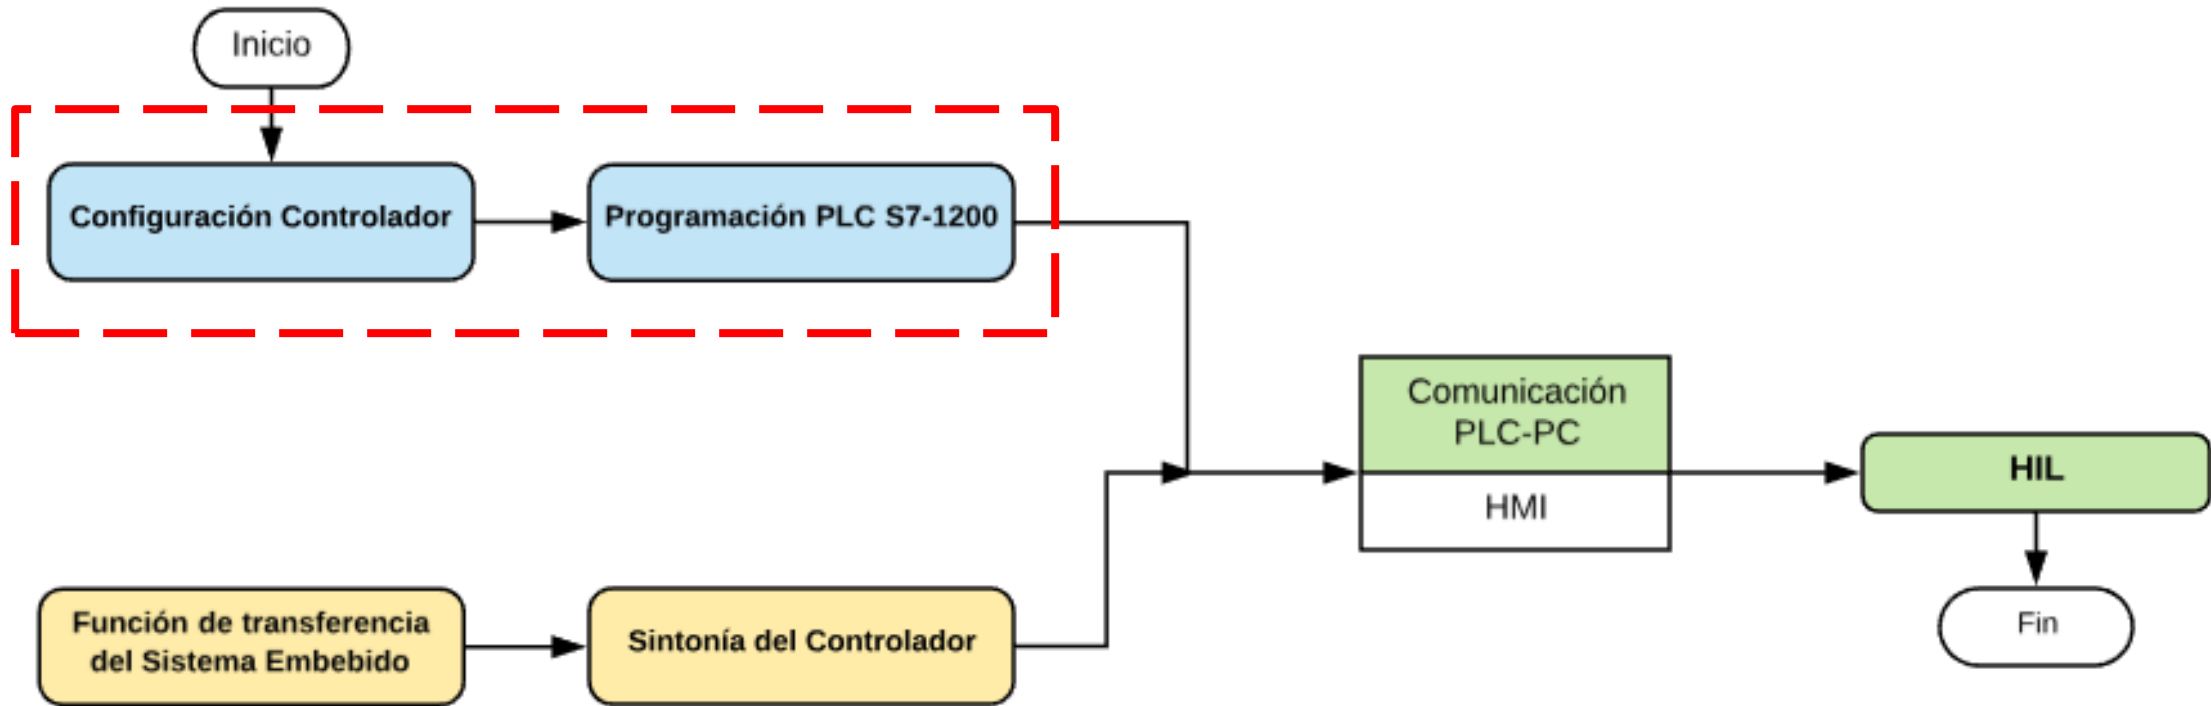 Inicio
Configuración Controlador
Programación PLC S7-1200
Comunicación
PLC-PC
HMI
HIL
Fin
Función de transferencia
del Sistema Embebido
Sintonía del Controlador